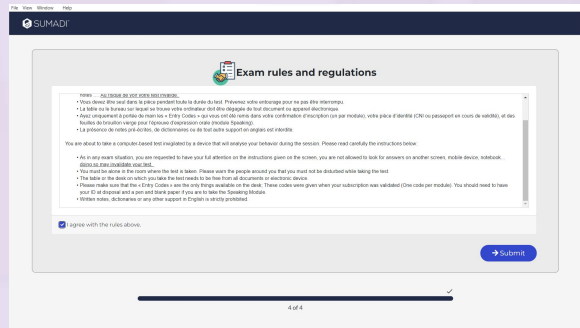 File View Window Help
SUMADI
Exam rules and regulations
notes … Au risque de voir votre test invalidé.
• Vous devez être seul dans la pièce pendant toute la durée du test. Prévenez votre entourage pour ne pas être interrompu.
• La table ou le bureau sur lequel se trouve votre ordinateur doit être dégagée de tout document ou appareil électronique.
• Ayez uniquement à portée de main les « Entry Codes » qui vous ont été remis dans votre confirmation d'inscription (un par module), votre pièce d'identité (CNI ou passeport en cours de validité), et des
feuilles de brouillon vierge pour l'épreuve d'expression orale (module Speaking).
• La présence de notes pré-écrites, de dictionnaires ou de tout autre support en anglais est interdite.
You are about to take a computer-based test invigilated by a device that will analyse your behavior during the session. Please read carefully the instructions below:
• As in any exam situation, you are requested to have your full attention on the instructions given on the screen, you are not allowed to look for answers on another screen, mobile device, notebook...
doing so may invalidate your test.
• You must be alone in the room where the test is taken. Please warn the people around you that you must not be disturbed while taking the test.
• The table or the desk on which you take the test needs to be free from all documents or electronic device.
• Please make sure that the « Entry Codes » are the only things available on the desk. These codes were given when your subscription was validated (One code per module). You should need to have
your ID at disposal and a pen and blank paper if you are to take the Speaking Module.
• Written notes, dictionaries or any other support in English is strictly prohibited.
I agree with the rules above.
→ Submit
4 of 4